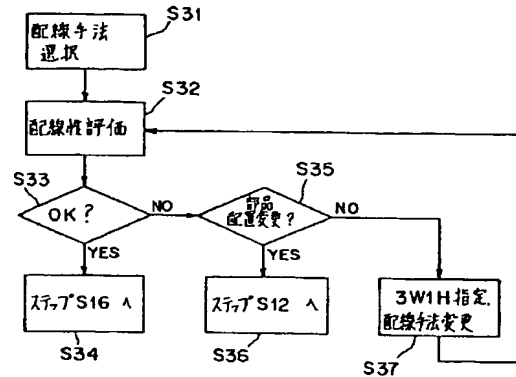 S31
配線手法
選択
S32
配線性評価
S33
OK?
NO
YES
S35
部品
配置変更?
NO
YES
ステップS16 へ
S34
ステップS12 へ
S36
3W1H指定,
配線手法変更
S37